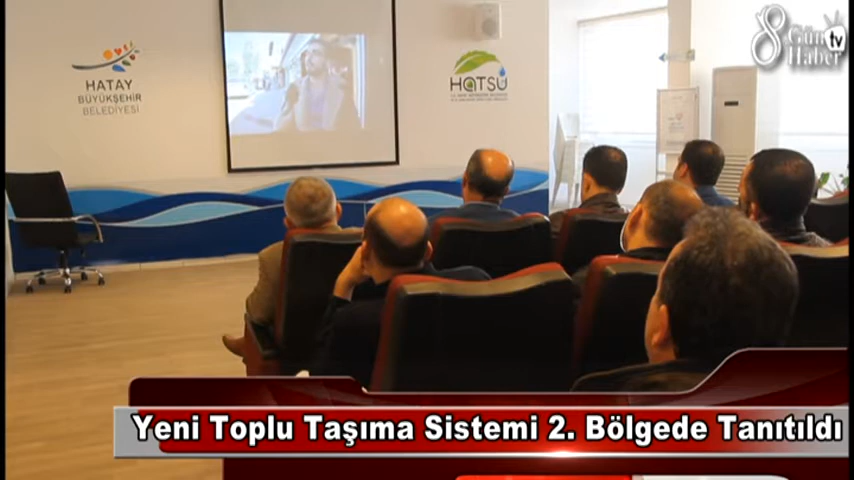 HATAY
BÜYÜKŞEHİR
BELEDİYESİ
HATSU
8 Gün tv
Haber
Yeni Toplu Taşıma Sistemi 2. Bölgede Tanıtıldı